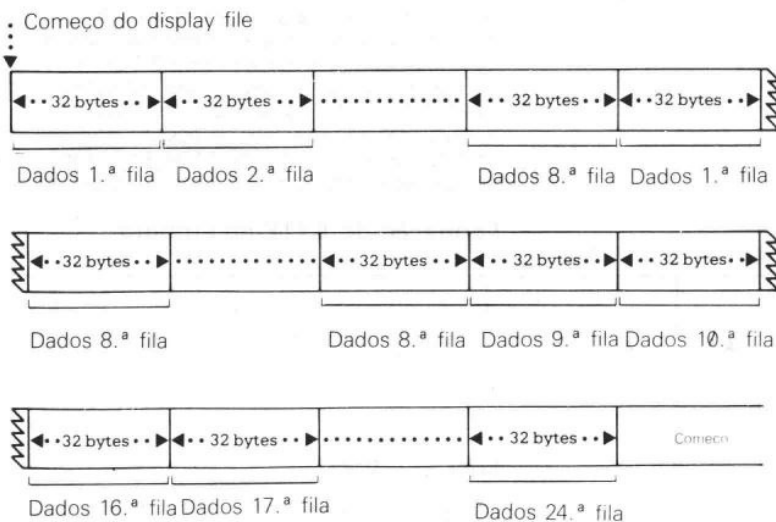 Começo do display file
32 bytes 32 bytes 32 bytes 32 bytes
Dados 1.ª fila Dados 2.ª fila Dados 8.ª fila Dados 1.ª fila
32 bytes 32 bytes 32 bytes 32 bytes
Dados 8.ª fila Dados 8.ª fila Dados 9.ª fila Dados 10.ª fila
32 bytes 32 bytes 32 bytes Começo
Dados 16.ª fila Dados 17.ª fila Dados 24.ª fila